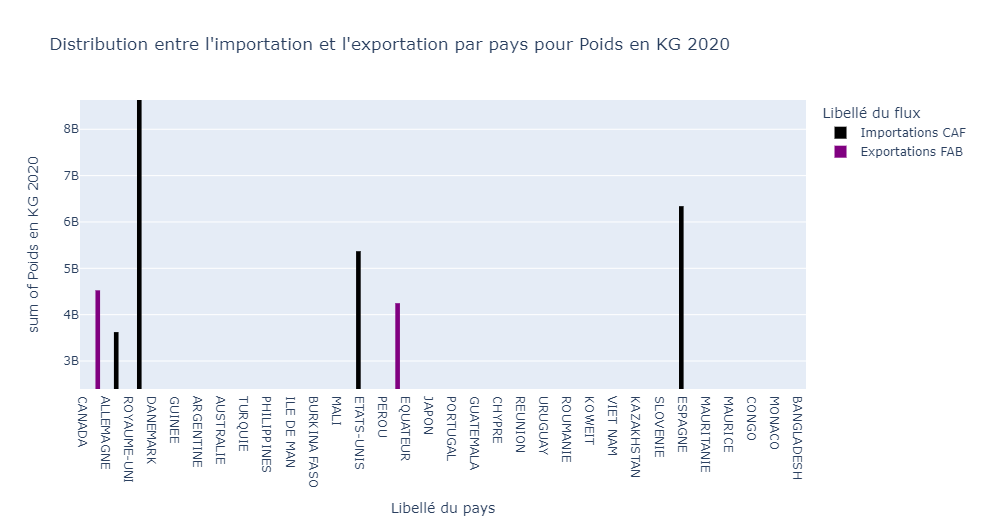 Distribution entre l'importation et l'exportation par pays pour Poids en KG 2020
Libellé du flux
Importations CAF
Exportations FAB
sum of Poids en KG 2020
8B
7B
6B
5B
4B
3B
CANADA
ALLEMAGNE
ROYAUME-UNI
DANEMARK
GUINEE
ARGENTINE
AUSTRALIE
TURQUIE
PHILIPPINES
ILE DE MAN
BURKINA FASO
MALI
ETATS-UNIS
PEROU
EQUATEUR
JAPON
PORTUGAL
GUATEMALA
CHYPRE
REUNION
URUGUAY
ROUMANIE
KOWEIT
VIET NAM
KAZAKHSTAN
SLOVENIE
ESPAGNE
MAURITANIE
MAURICE
CONGO
MONACO
BANGLADESH
Libellé du pays